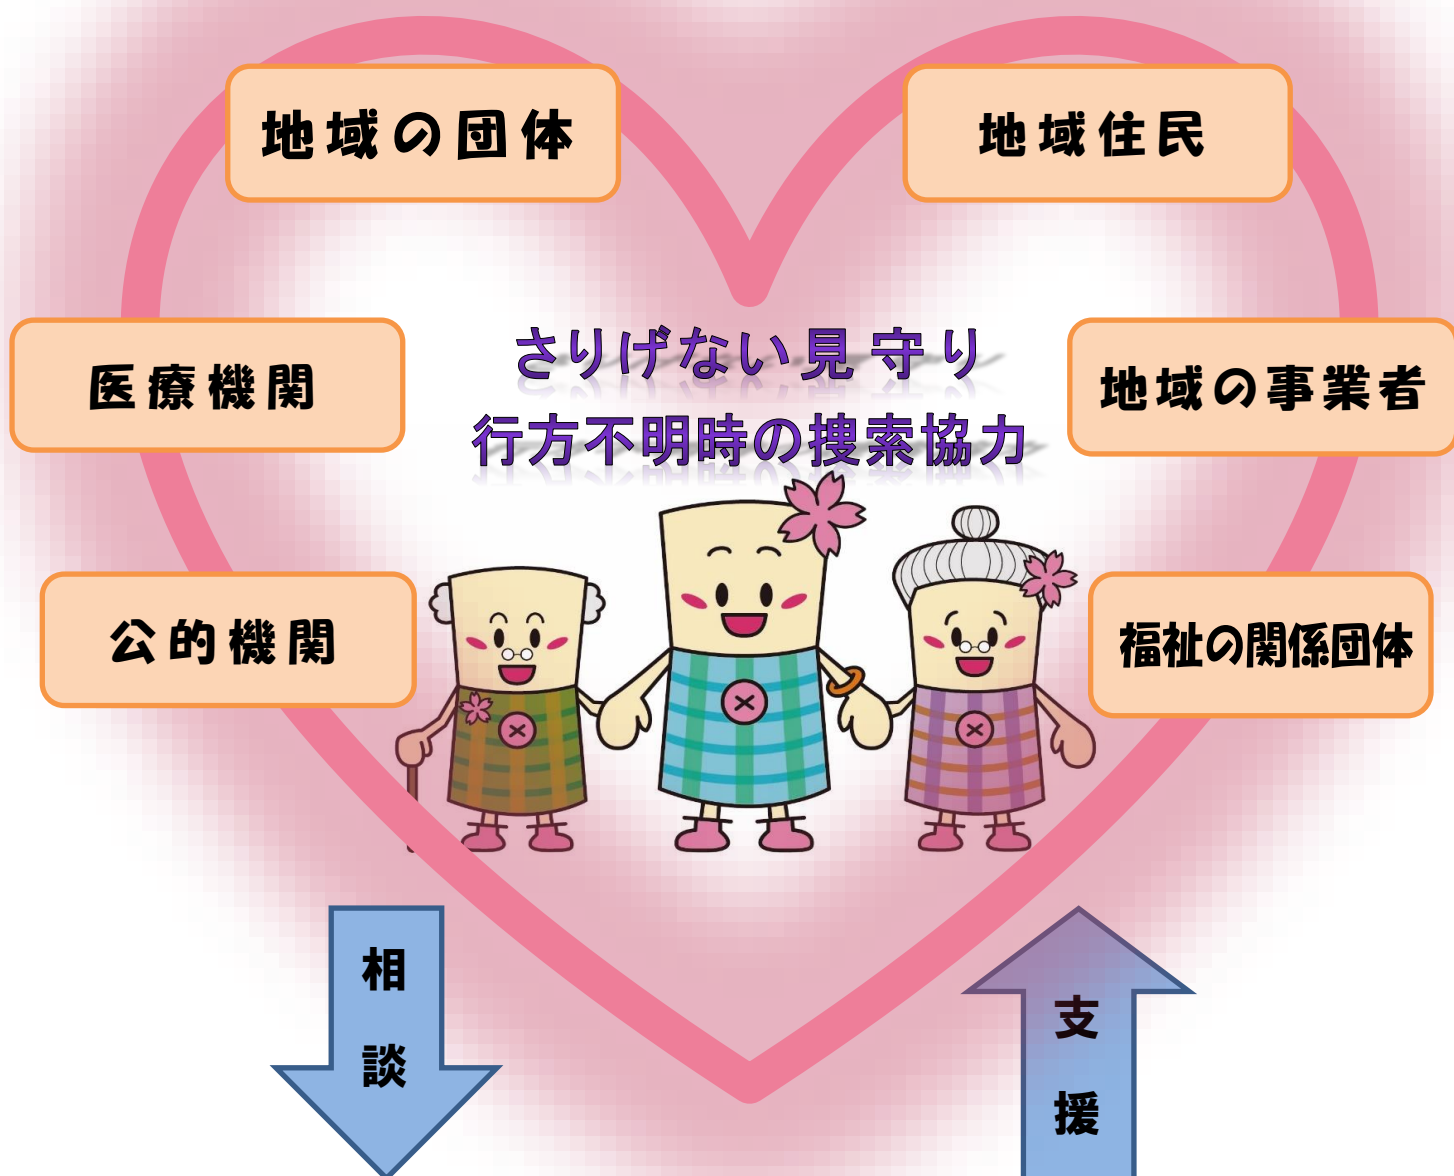 地域の団体
地域住民
さりげない見守り
医療機関
地域の事業者
行方不明時の捜索協力
公的機関
福祉の関係団体
相談
支援